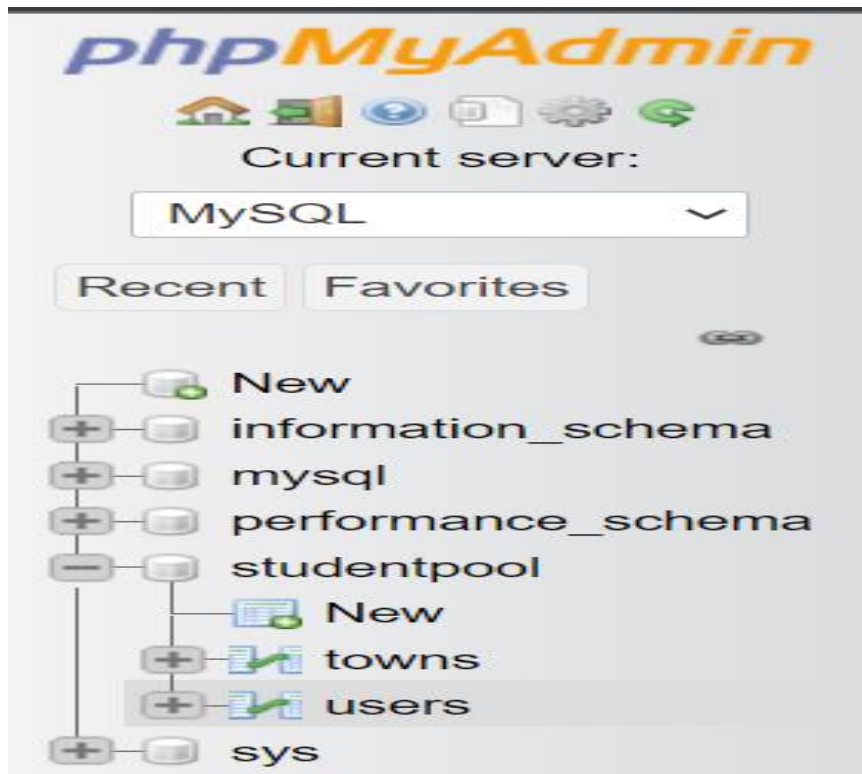 phpMyAdmin
Current server:
MySQL
Recent Favorites
New
information_schema
mysql
performance_schema
studentpool
New
towns
users
sys